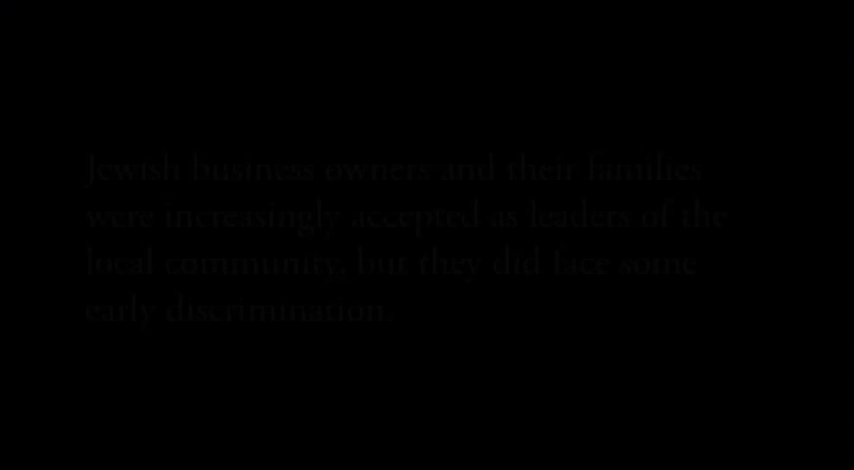 Jewish business owners and their families
were increasingly accepted as leaders of the
local community, but they did face some
early discrimination.